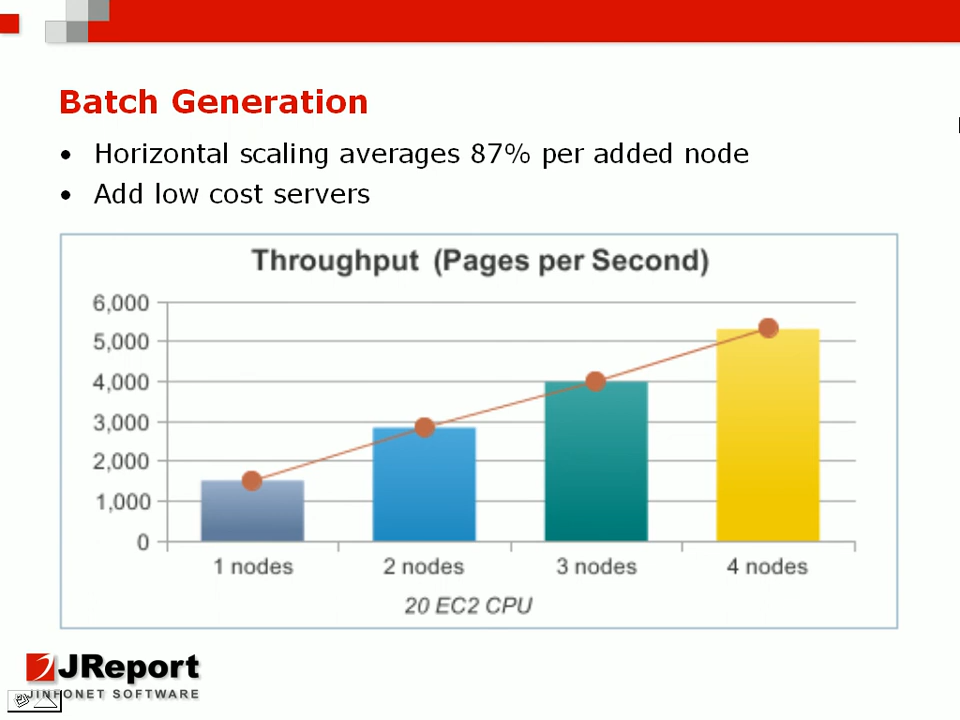 Batch Generation
• Horizontal scaling averages 87% per added node
• Add low cost servers
Throughput (Pages per Second)
6,000
5,000
4,000
3,000
2,000
1,000
0
1 nodes 2 nodes 3 nodes 4 nodes
20 EC2 CPU
JReport
JINFONET SOFTWARE